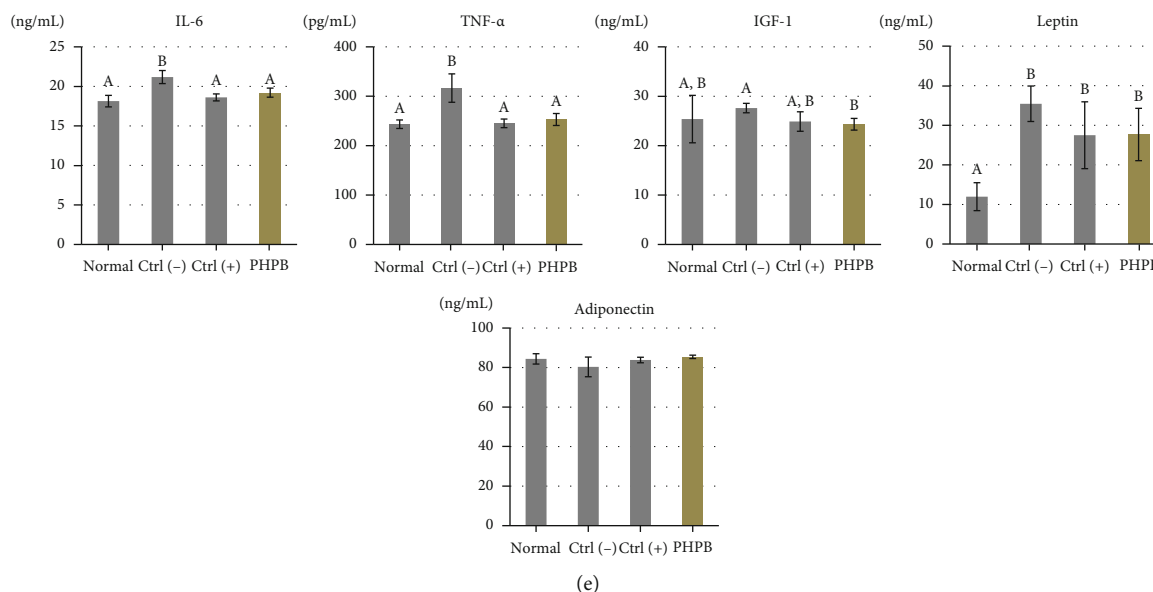 (ng/mL) IL-6
25
20
15
10
5
0
A B A A
Normal Ctrl (–) Ctrl (+) PHPB
(pg/mL) TNF-α
400
300
200
100
0
A B A A
Normal Ctrl (–) Ctrl (+) PHPB
(ng/mL) IGF-1
40
30
20
10
0
A, B A A, B B
Normal Ctrl (–) Ctrl (+) PHPB
(ng/mL) Leptin
50
40
30
20
10
0
A B B B
Normal Ctrl (–) Ctrl (+) PHP
(ng/mL) Adiponectin
100
80
60
40
20
0
Normal Ctrl (–) Ctrl (+) PHPB
(e)